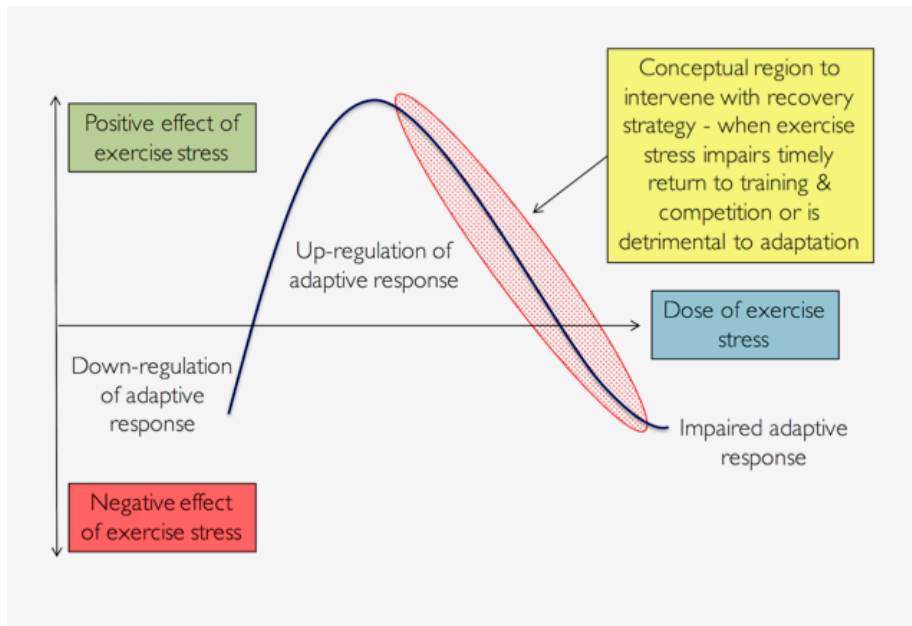 Positive effect of
exercise stress
Conceptual region to
intervene with recovery
strategy - when exercise
stress impairs timely
return to training &
competition or is
detrimental to adaptation
Up-regulation of
adaptive response
Dose of exercise
stress
Down-regulation
of adaptive
response
Impaired adaptive
response
Negative effect
of exercise stress